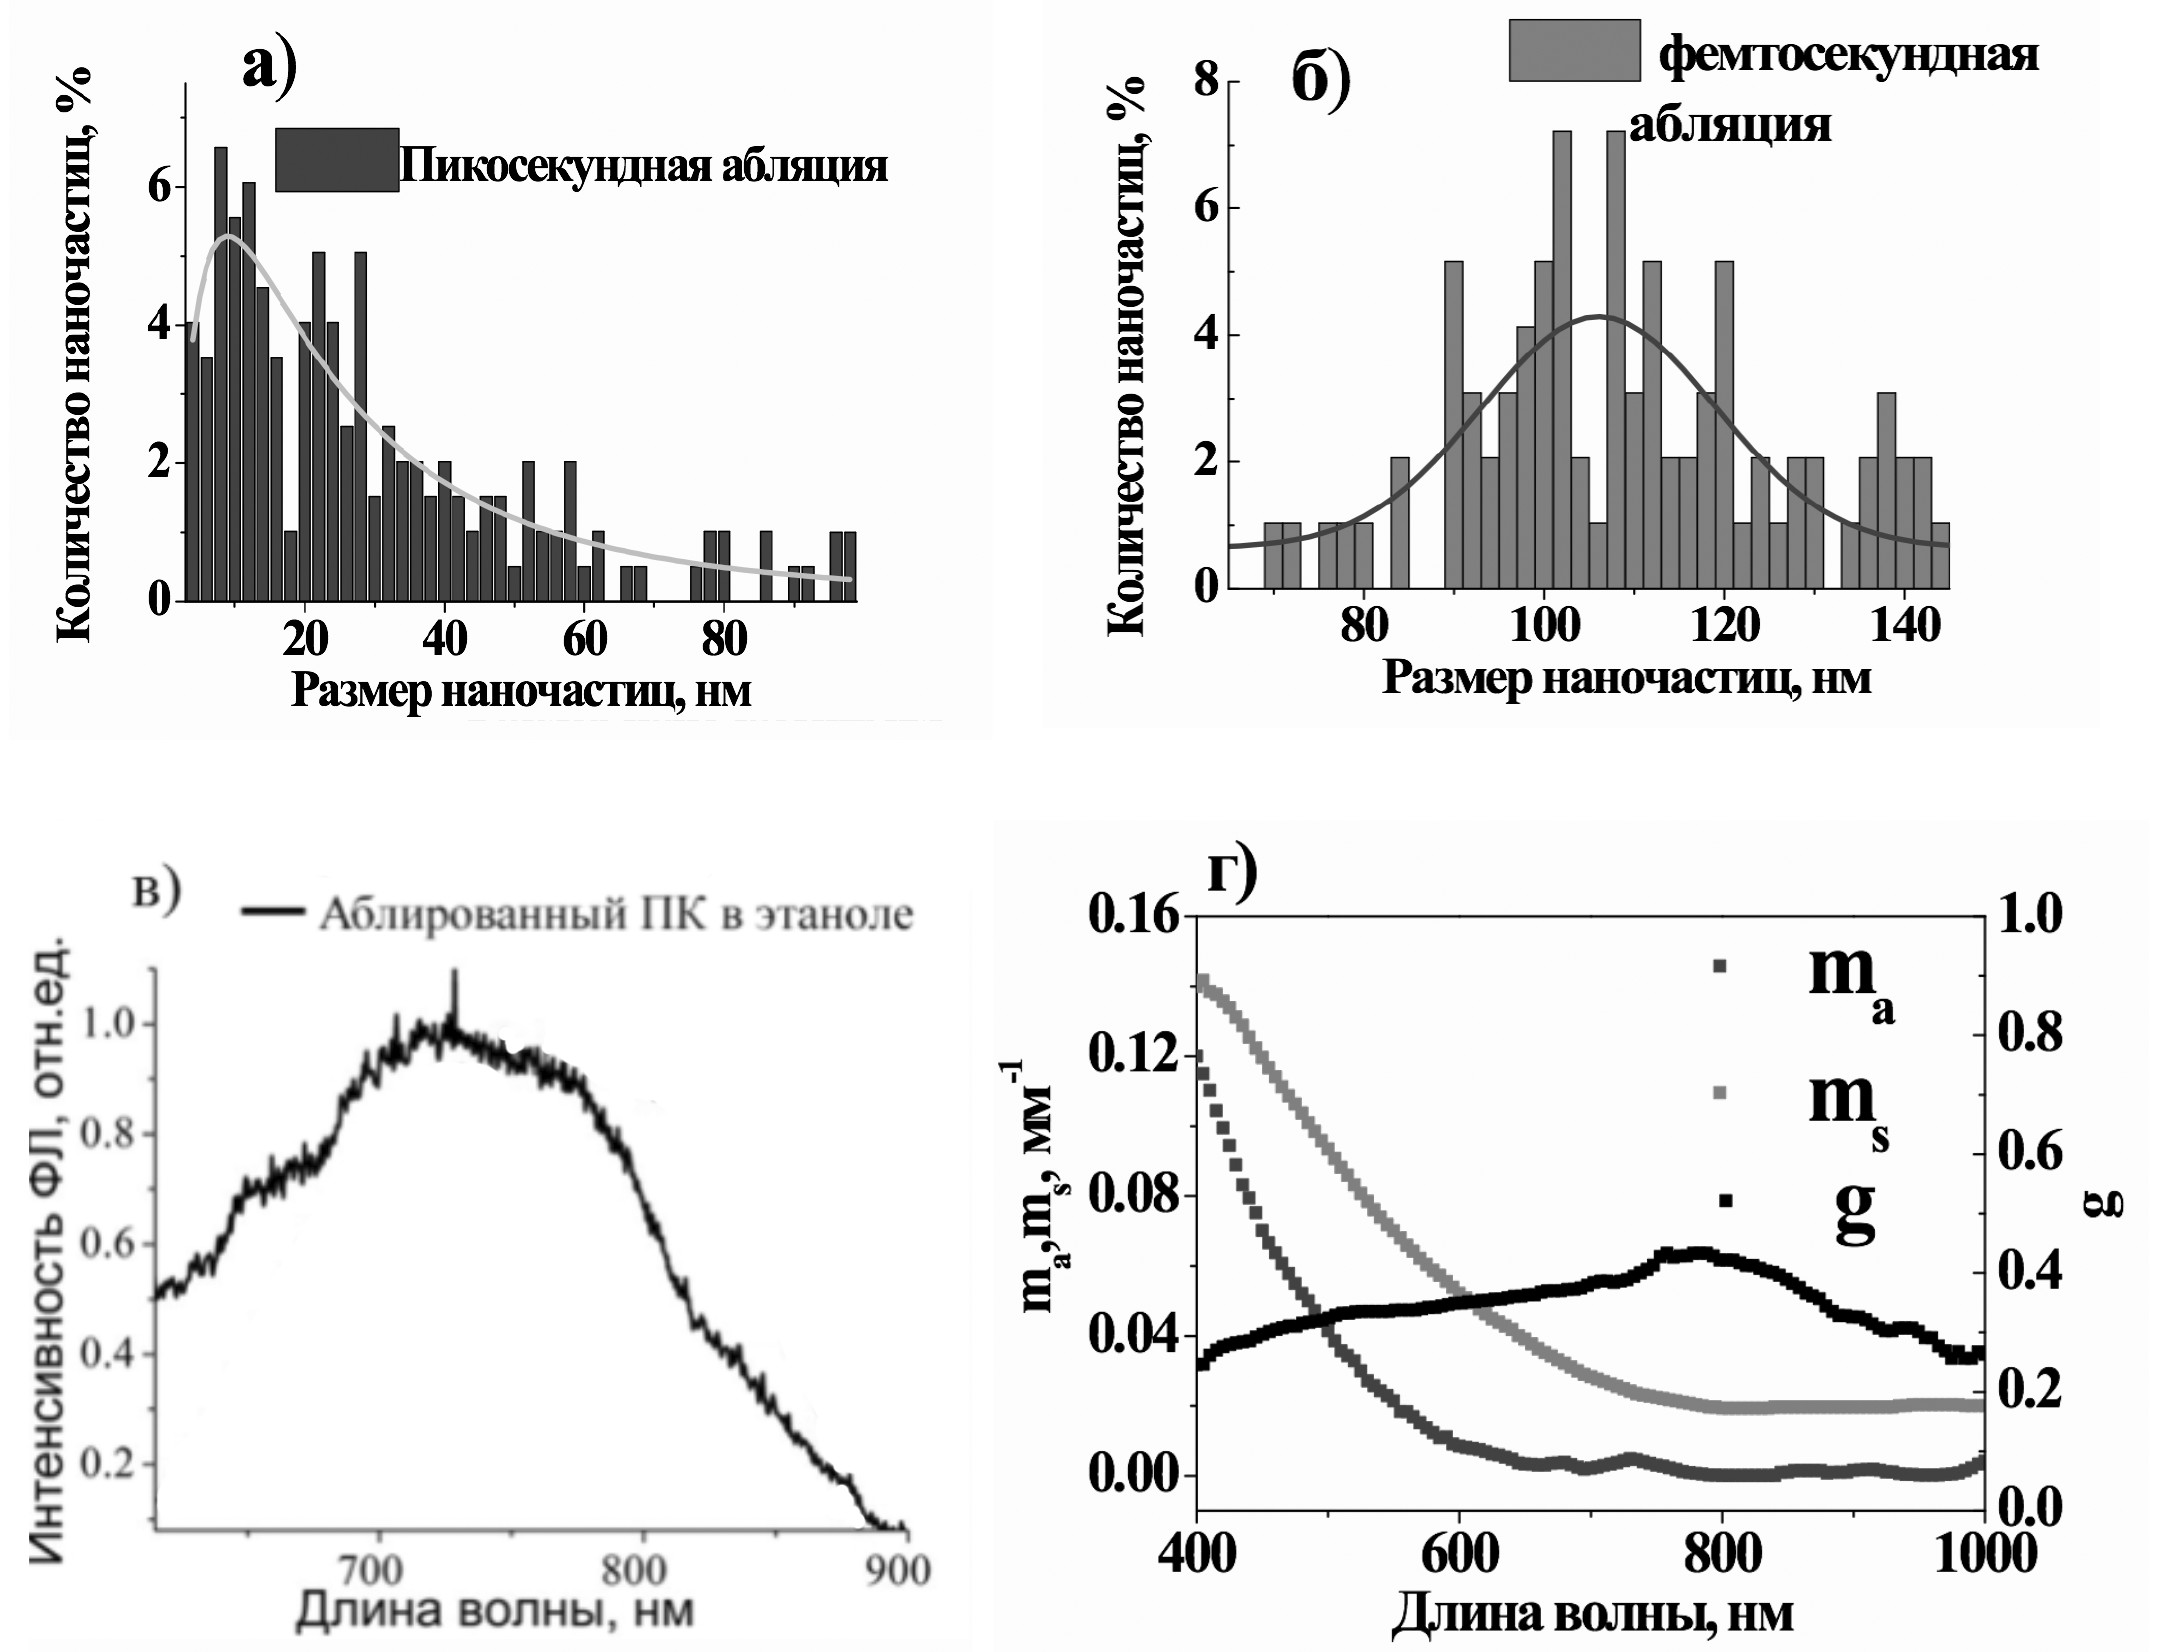 а)
Количество наночастиц, %
Пикосекундная абляция
6
4
2
0
20 40 60 80
Размер наночастиц, нм
б)
Количество наночастиц, %
фемтосекундная
абляция
8
6
4
2
0
80 100 120 140
Размер наночастиц, нм
в)
Аблированный ПК в этаноле
Интенсивность ФЛ, отн.ед.
1.0
0.8
0.6
0.4
0.2
700 800 900
Длина волны, нм
г)
mₐ,mₛ, мм⁻¹
0.16
0.12
0.08
0.04
0.00
mₐ
mₛ
g
1.0
0.8
0.6
0.4
0.2
0.0
g
400 600 800 1000
Длина волны, нм